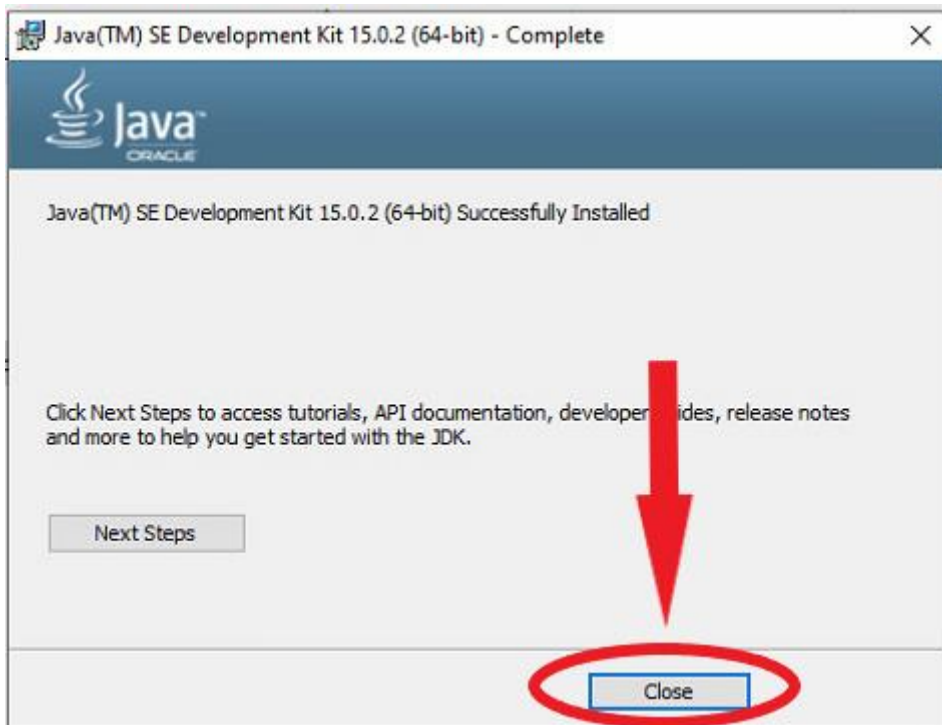 Java(TM) SE Development Kit 15.0.2 (64-bit) - Complete
Java™
ORACLE
Java(TM) SE Development Kit 15.0.2 (64-bit) Successfully Installed
Click Next Steps to access tutorials, API documentation, developer release notes
and more to help you get started with the JDK.
Next Steps
Close